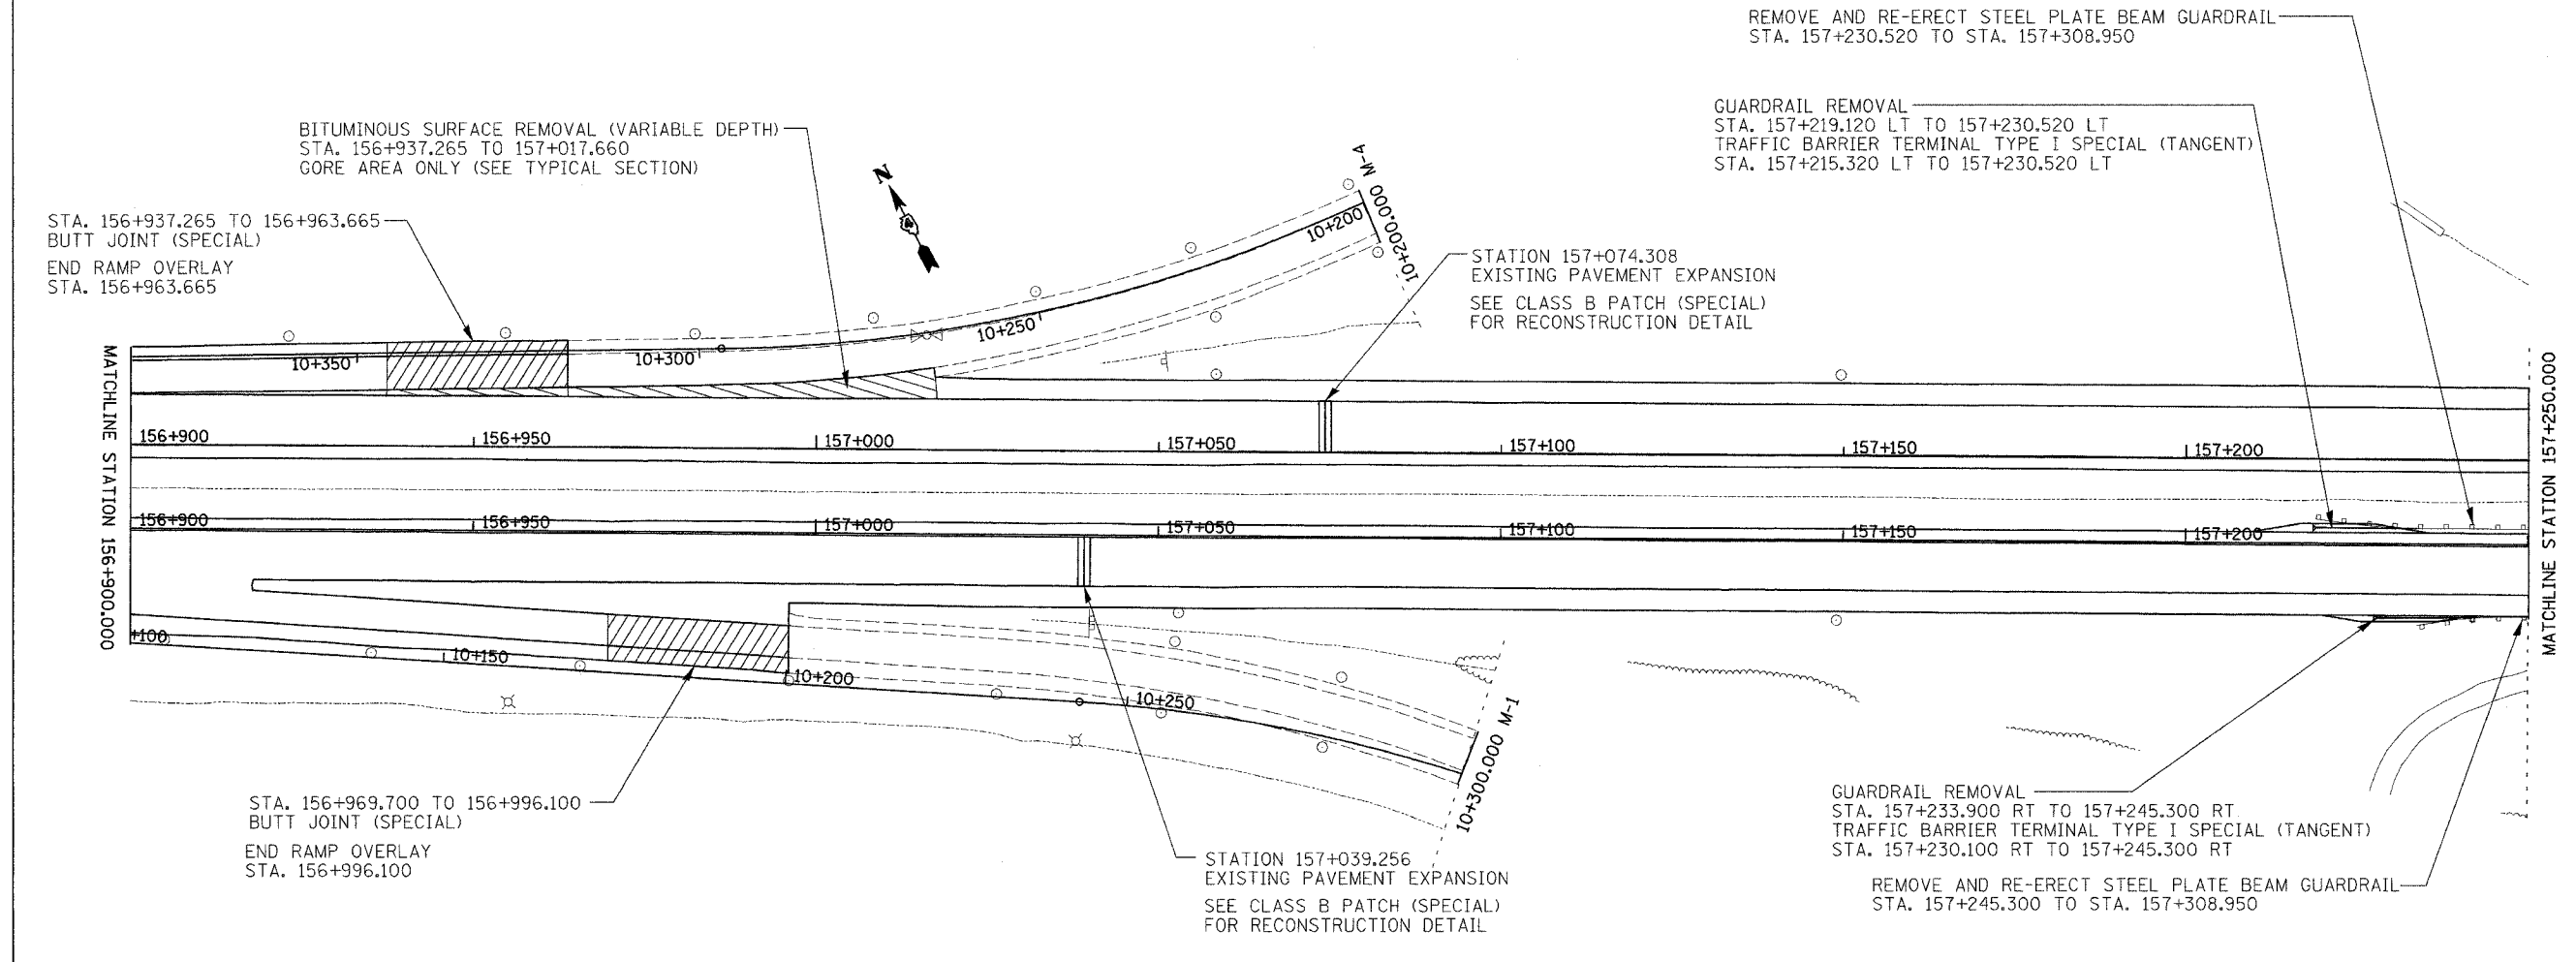 REMOVE AND RE-ERECT STEEL PLATE BEAM GUARDRAIL
STA. 157+230.520 TO STA. 157+308.950
GUARDRAIL REMOVAL
STA. 157+219.120 LT TO 157+230.520 LT
TRAFFIC BARRIER TERMINAL TYPE I SPECIAL (TANGENT)
STA. 157+215.320 LT TO 157+230.520 LT
BITUMINOUS SURFACE REMOVAL (VARIABLE DEPTH)
STA. 156+937.265 TO 157+017.660
GORE AREA ONLY (SEE TYPICAL SECTION)
N
M-4
10+200.000
10+200
STA. 156+937.265 TO 156+963.665
BUTT JOINT (SPECIAL)
END RAMP OVERLAY
STA. 156+963.665
STATION 157+074.308
EXISTING PAVEMENT EXPANSION
SEE CLASS B PATCH (SPECIAL)
FOR RECONSTRUCTION DETAIL
10+350
10+300
10+250
MATCHLINE STATION 156+900.000
MATCHLINE STATION 157+250.000
156+900
156+950
157+000
157+050
157+100
157+150
157+200
156+900
156+950
157+000
157+050
157+100
157+150
157+200
+100
10+150
10+200
10+250
10+300.000 M-1
STA. 156+969.700 TO 156+996.100
BUTT JOINT (SPECIAL)
END RAMP OVERLAY
STA. 156+996.100
STATION 157+039.256
EXISTING PAVEMENT EXPANSION
SEE CLASS B PATCH (SPECIAL)
FOR RECONSTRUCTION DETAIL
GUARDRAIL REMOVAL
STA. 157+233.900 RT TO 157+245.300 RT
TRAFFIC BARRIER TERMINAL TYPE I SPECIAL (TANGENT)
STA. 157+230.100 RT TO 157+245.300 RT
REMOVE AND RE-ERECT STEEL PLATE BEAM GUARDRAIL
STA. 157+245.300 TO STA. 157+308.950